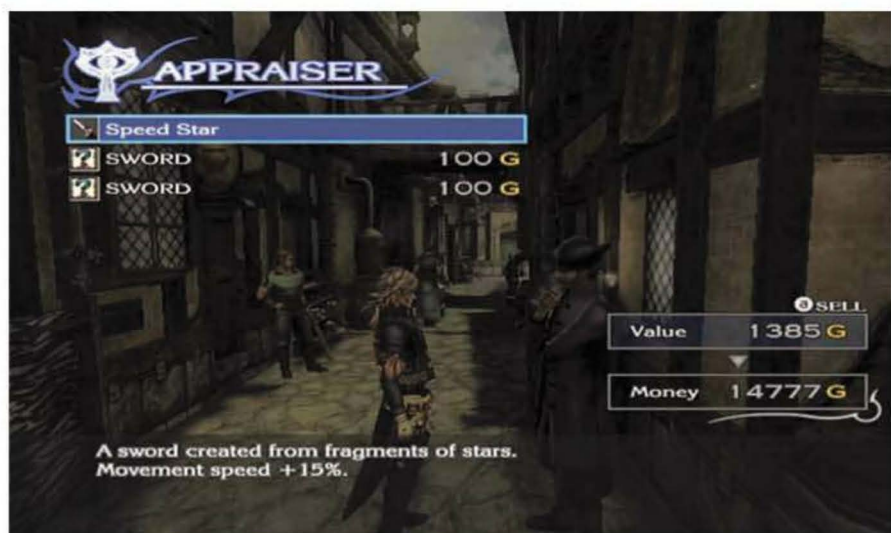 APPRAISER
Speed Star
SWORD 100 G
SWORD 100 G
a SELL
Value 1385 G
Money 14777 G
A sword created from fragments of stars.
Movement speed +15%.